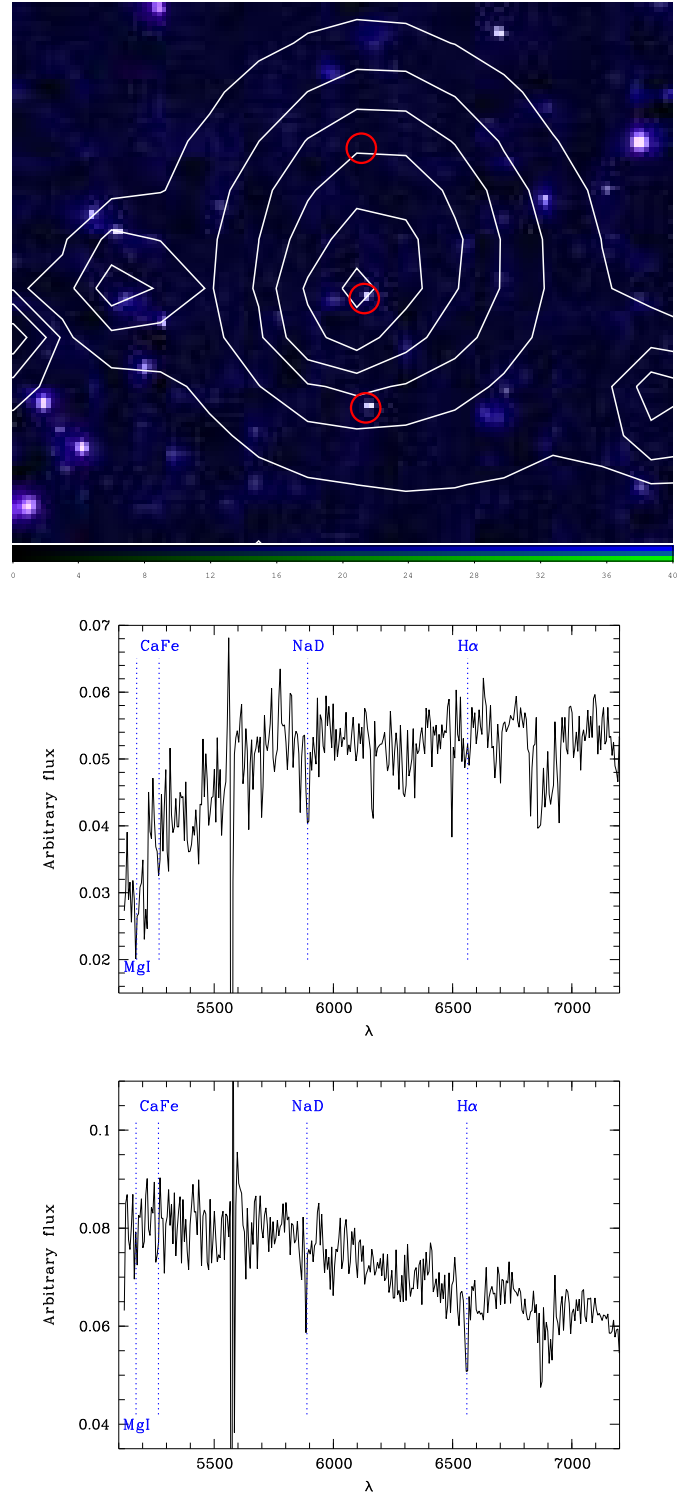 0 4 8 12 16 20 24 28 32 36 40
0.07
CaFe NaD Hα
0.06
0.05
0.04
0.03
0.02
MgI
Arbitrary flux
5500 6000 6500 7000
λ
CaFe NaD Hα
0.1
0.08
0.06
0.04
MgI
Arbitrary flux
5500 6000 6500 7000
λ